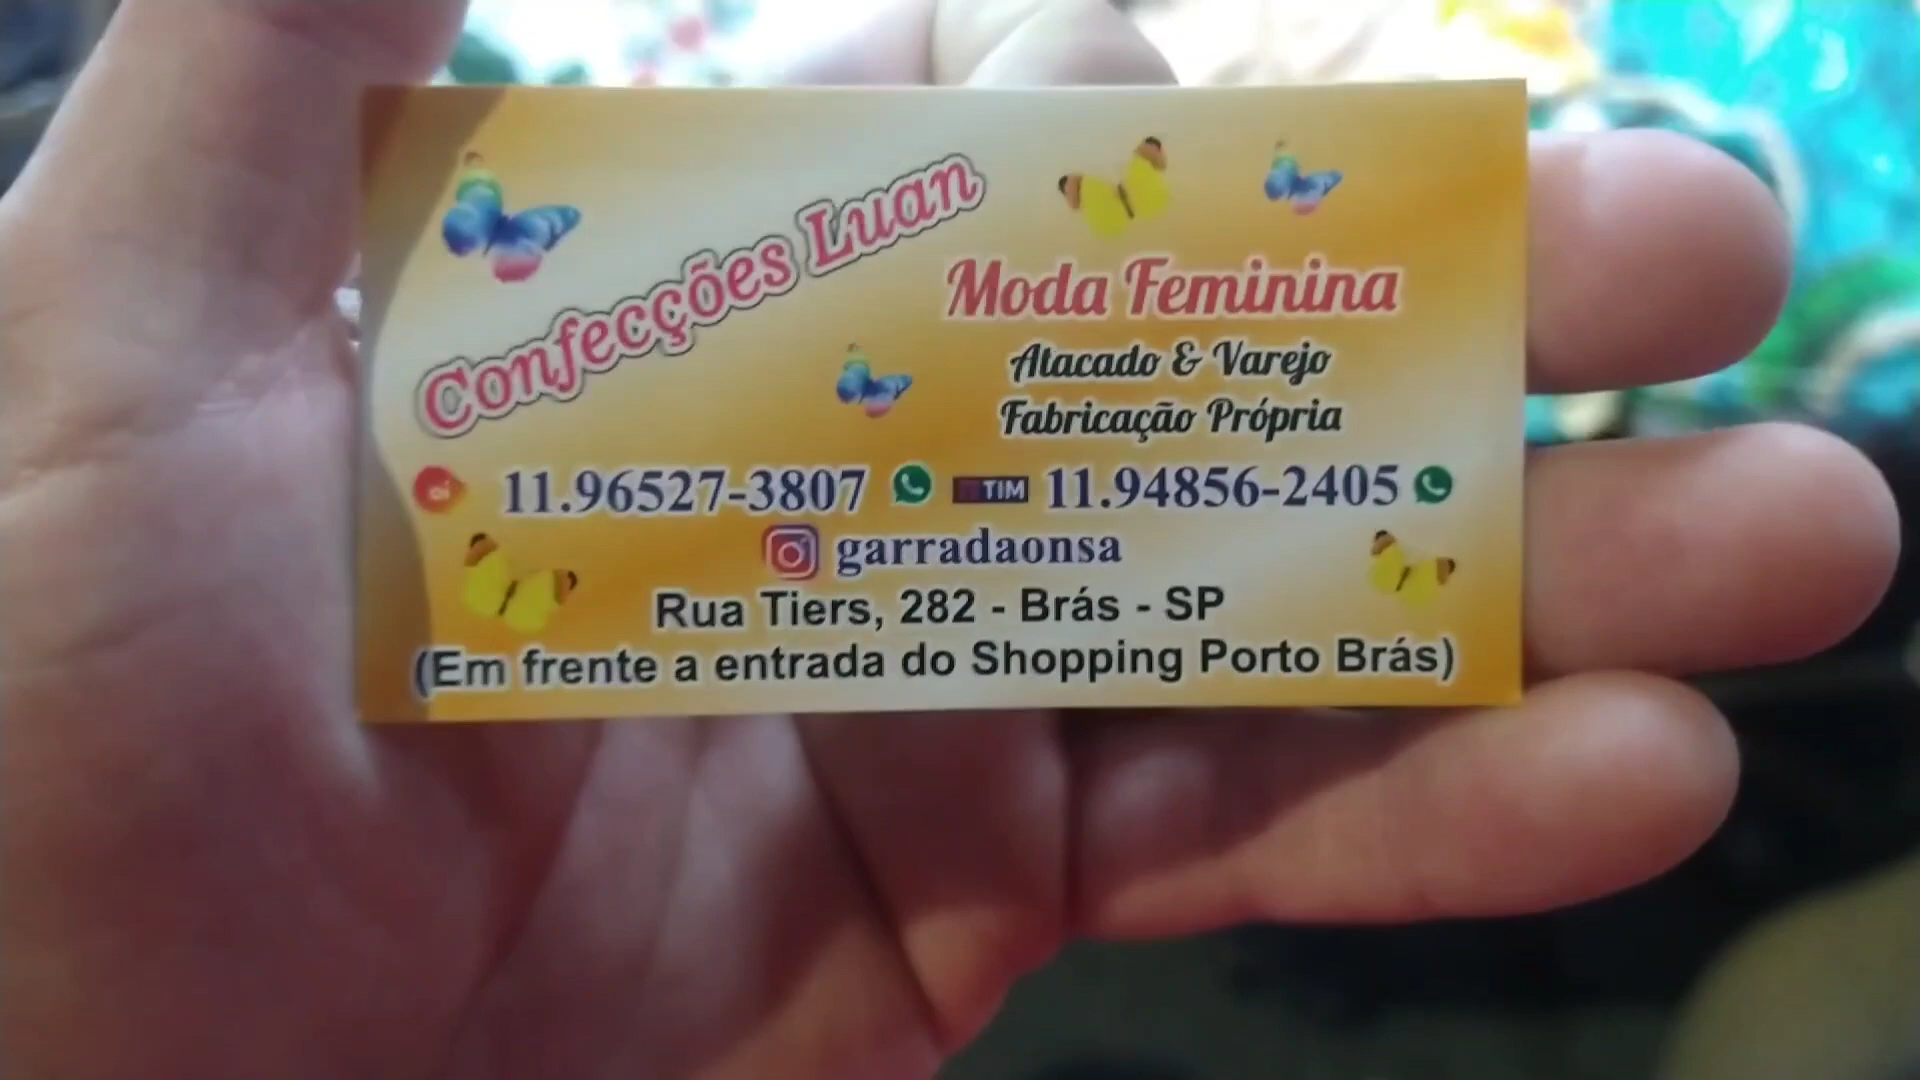 Confecções Luan
Moda Feminina
Atacado & Varejo
Fabricação Própria
oi 11.96527-3807 TIM 11.94856-2405
garradaonsa
Rua Tiers, 282 - Brás - SP
(Em frente a entrada do Shopping Porto Brás)